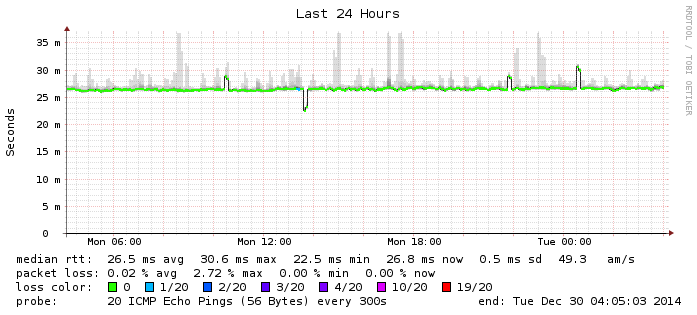 Last 24 Hours
RRDTOOL / TOBI OETIKER
Seconds
35 m
30 m
25 m
20 m
15 m
10 m
5 m
0
Mon 06:00 Mon 12:00 Mon 18:00 Tue 00:00
median rtt: 26.5 ms avg 30.6 ms max 22.5 ms min 26.8 ms now 0.5 ms sd 49.3 am/s
packet loss: 0.02 % avg 2.72 % max 0.00 % min 0.00 % now
loss color: 0 1/20 2/20 3/20 4/20 10/20 19/20
probe: 20 ICMP Echo Pings (56 Bytes) every 300s end: Tue Dec 30 04:05:03 2014